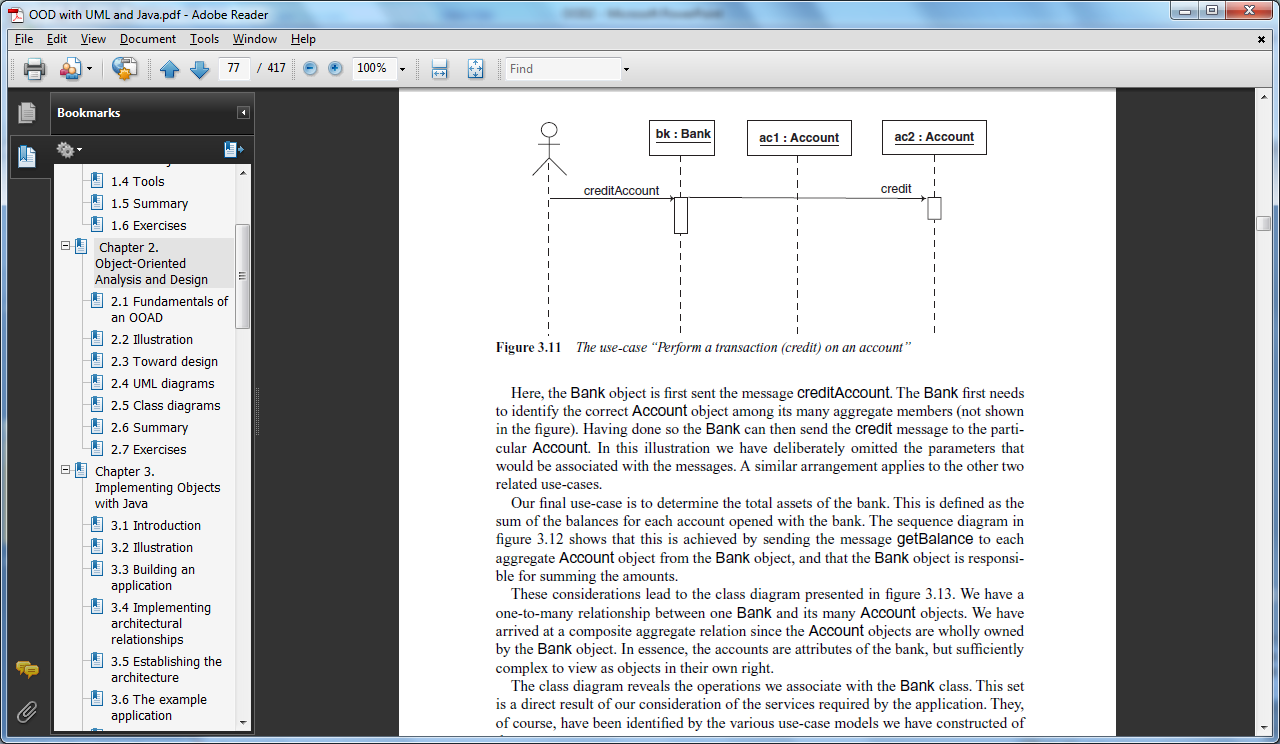 OOD with UML and Java.pdf - Adobe Reader
File Edit View Document Tools Window Help
77 / 417 100% Find
Bookmarks
1.4 Tools
1.5 Summary
1.6 Exercises
Chapter 2.
Object-Oriented
Analysis and Design
2.1 Fundamentals of
an OOAD
2.2 Illustration
2.3 Toward design
2.4 UML diagrams
2.5 Class diagrams
2.6 Summary
2.7 Exercises
Chapter 3.
Implementing Objects
with Java
3.1 Introduction
3.2 Illustration
3.3 Building an
application
3.4 Implementing
architectural
relationships
3.5 Establishing the
architecture
3.6 The example
application
bk : Bank
ac1 : Account
ac2 : Account
creditAccount
credit
Figure 3.11 The use-case “Perform a transaction (credit) on an account”
Here, the Bank object is first sent the message creditAccount. The Bank first needs
to identify the correct Account object among its many aggregate members (not shown
in the figure). Having done so the Bank can then send the credit message to the parti-
cular Account. In this illustration we have deliberately omitted the parameters that
would be associated with the messages. A similar arrangement applies to the other two
related use-cases.
Our final use-case is to determine the total assets of the bank. This is defined as the
sum of the balances for each account opened with the bank. The sequence diagram in
figure 3.12 shows that this is achieved by sending the message getBalance to each
aggregate Account object from the Bank object, and that the Bank object is responsi-
ble for summing the amounts.
These considerations lead to the class diagram presented in figure 3.13. We have a
one-to-many relationship between one Bank and its many Account objects. We have
arrived at a composite aggregate relation since the Account objects are wholly owned
by the Bank object. In essence, the accounts are attributes of the bank, but sufficiently
complex to view as objects in their own right.
The class diagram reveals the operations we associate with the Bank class. This set
is a direct result of our consideration of the services required by the application. They,
of course, have been identified by the various use-case models we have constructed of